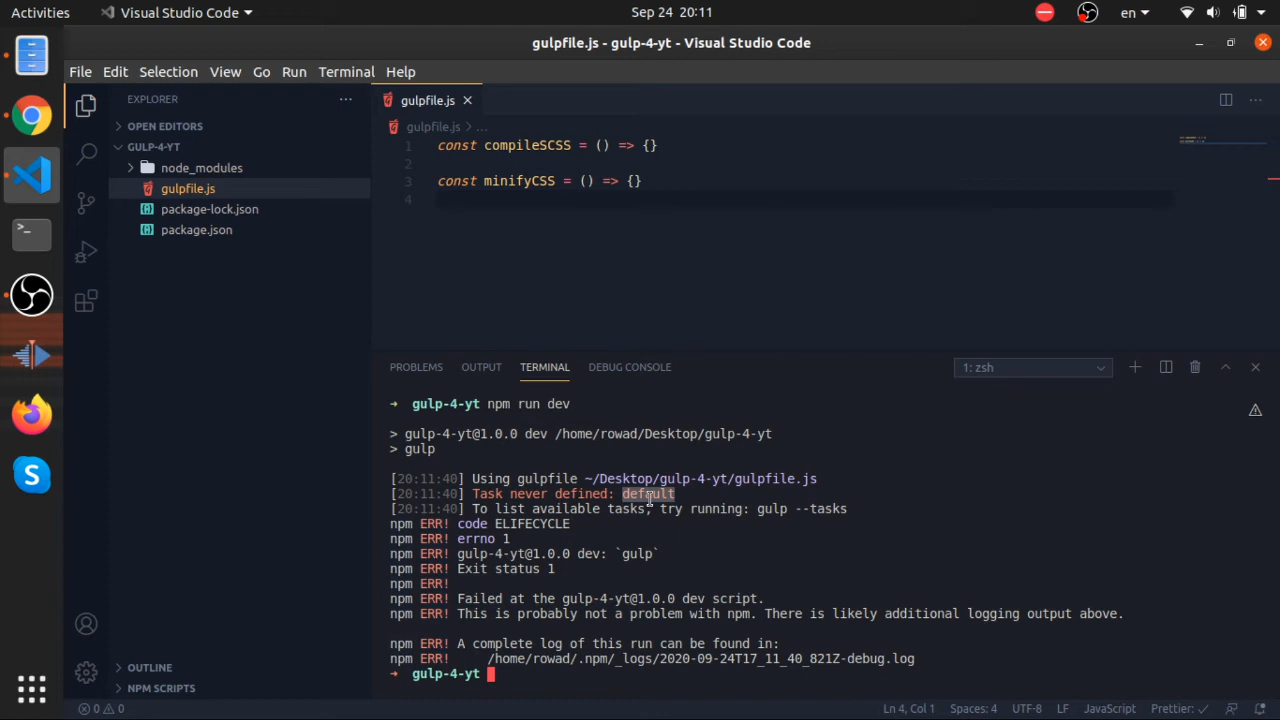 Activities Visual Studio Code Sep 24 20:11 en
gulpfile.js - gulp-4-yt - Visual Studio Code
File Edit Selection View Go Run Terminal Help
EXPLORER
OPEN EDITORS
GULP-4-YT
node_modules
gulpfile.js
package-lock.json
package.json
OUTLINE
NPM SCRIPTS
gulpfile.js
gulpfile.js > ...
1 const compileSCSS = () => {}
2
3 const minifyCSS = () => {}
4
PROBLEMS OUTPUT TERMINAL DEBUG CONSOLE 1: zsh
→ gulp-4-yt npm run dev
> gulp-4-yt@1.0.0 dev /home/rowad/Desktop/gulp-4-yt
> gulp
[20:11:40] Using gulpfile ~/Desktop/gulp-4-yt/gulpfile.js
[20:11:40] Task never defined: default
[20:11:40] To list available tasks, try running: gulp --tasks
npm ERR! code ELIFECYCLE
npm ERR! errno 1
npm ERR! gulp-4-yt@1.0.0 dev: `gulp`
npm ERR! Exit status 1
npm ERR!
npm ERR! Failed at the gulp-4-yt@1.0.0 dev script.
npm ERR! This is probably not a problem with npm. There is likely additional logging output above.
npm ERR! A complete log of this run can be found in:
npm ERR! /home/rowad/.npm/_logs/2020-09-24T17_11_40_821Z-debug.log
→ gulp-4-yt
0 0 Ln 4, Col 1 Spaces: 4 UTF-8 LF JavaScript Prettier: ✓